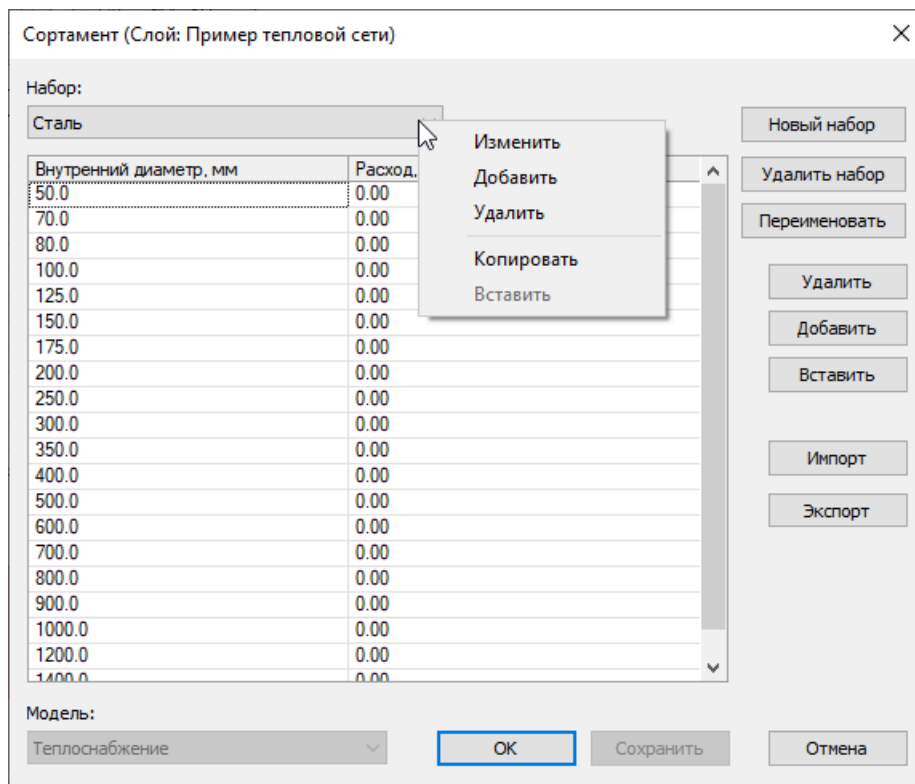 Сортамент (Слой: Пример тепловой сети)
Набор:
Сталь
Новый набор
Удалить набор
Переименовать
Изменить
Добавить
Удалить
Копировать
Вставить
Внутренний диаметр, мм Расход,
50.0 0.00
70.0 0.00
80.0 0.00
100.0 0.00
125.0 0.00
150.0 0.00
175.0 0.00
200.0 0.00
250.0 0.00
300.0 0.00
350.0 0.00
400.0 0.00
500.0 0.00
600.0 0.00
700.0 0.00
800.0 0.00
900.0 0.00
1000.0 0.00
1200.0 0.00
1400.0 0.00
Удалить
Добавить
Вставить
Импорт
Экспорт
Модель:
Теплоснабжение
OK
Сохранить
Отмена